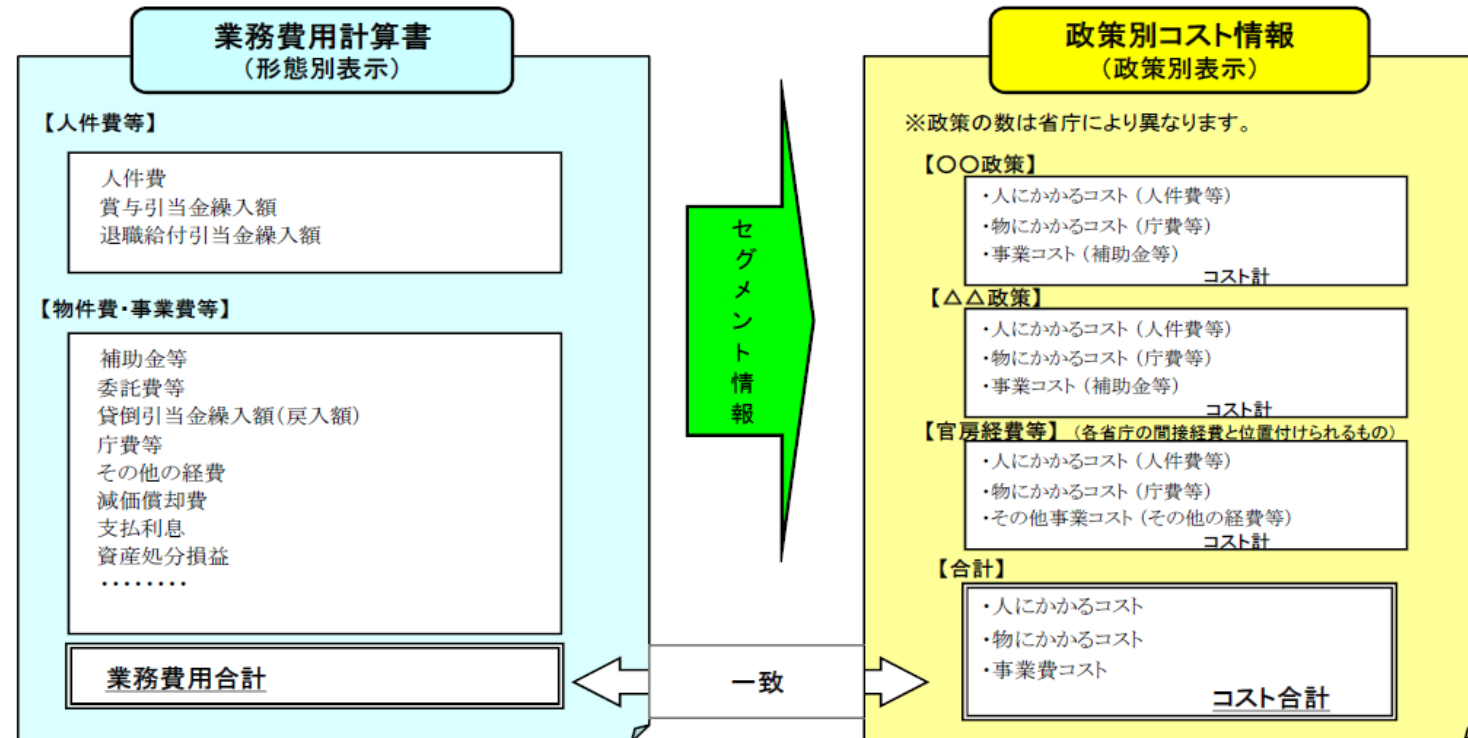 業務費用計算書
(形態別表示)
【人件費等】
人件費
賞与引当金繰入額
退職給付引当金繰入額
【物件費・事業費等】
補助金等
委託費等
貸倒引当金繰入額(戻入額)
庁費等
その他の経費
減価償却費
支払利息
資産処分損益
・・・・・・・・
業務費用合計
セグメント情報
一致
政策別コスト情報
(政策別表示)
※政策の数は省庁により異なります。
【〇〇政策】
・人にかかるコスト(人件費等)
・物にかかるコスト(庁費等)
・事業コスト(補助金等)
コスト計
【△△政策】
・人にかかるコスト(人件費等)
・物にかかるコスト(庁費等)
・事業コスト(補助金等)
コスト計
【官房経費等】(各省庁の間接経費と位置付けられるもの)
・人にかかるコスト(人件費等)
・物にかかるコスト(庁費等)
・その他事業コスト(その他の経費等)
コスト計
【合計】
・人にかかるコスト
・物にかかるコスト
・事業費コスト
コスト合計